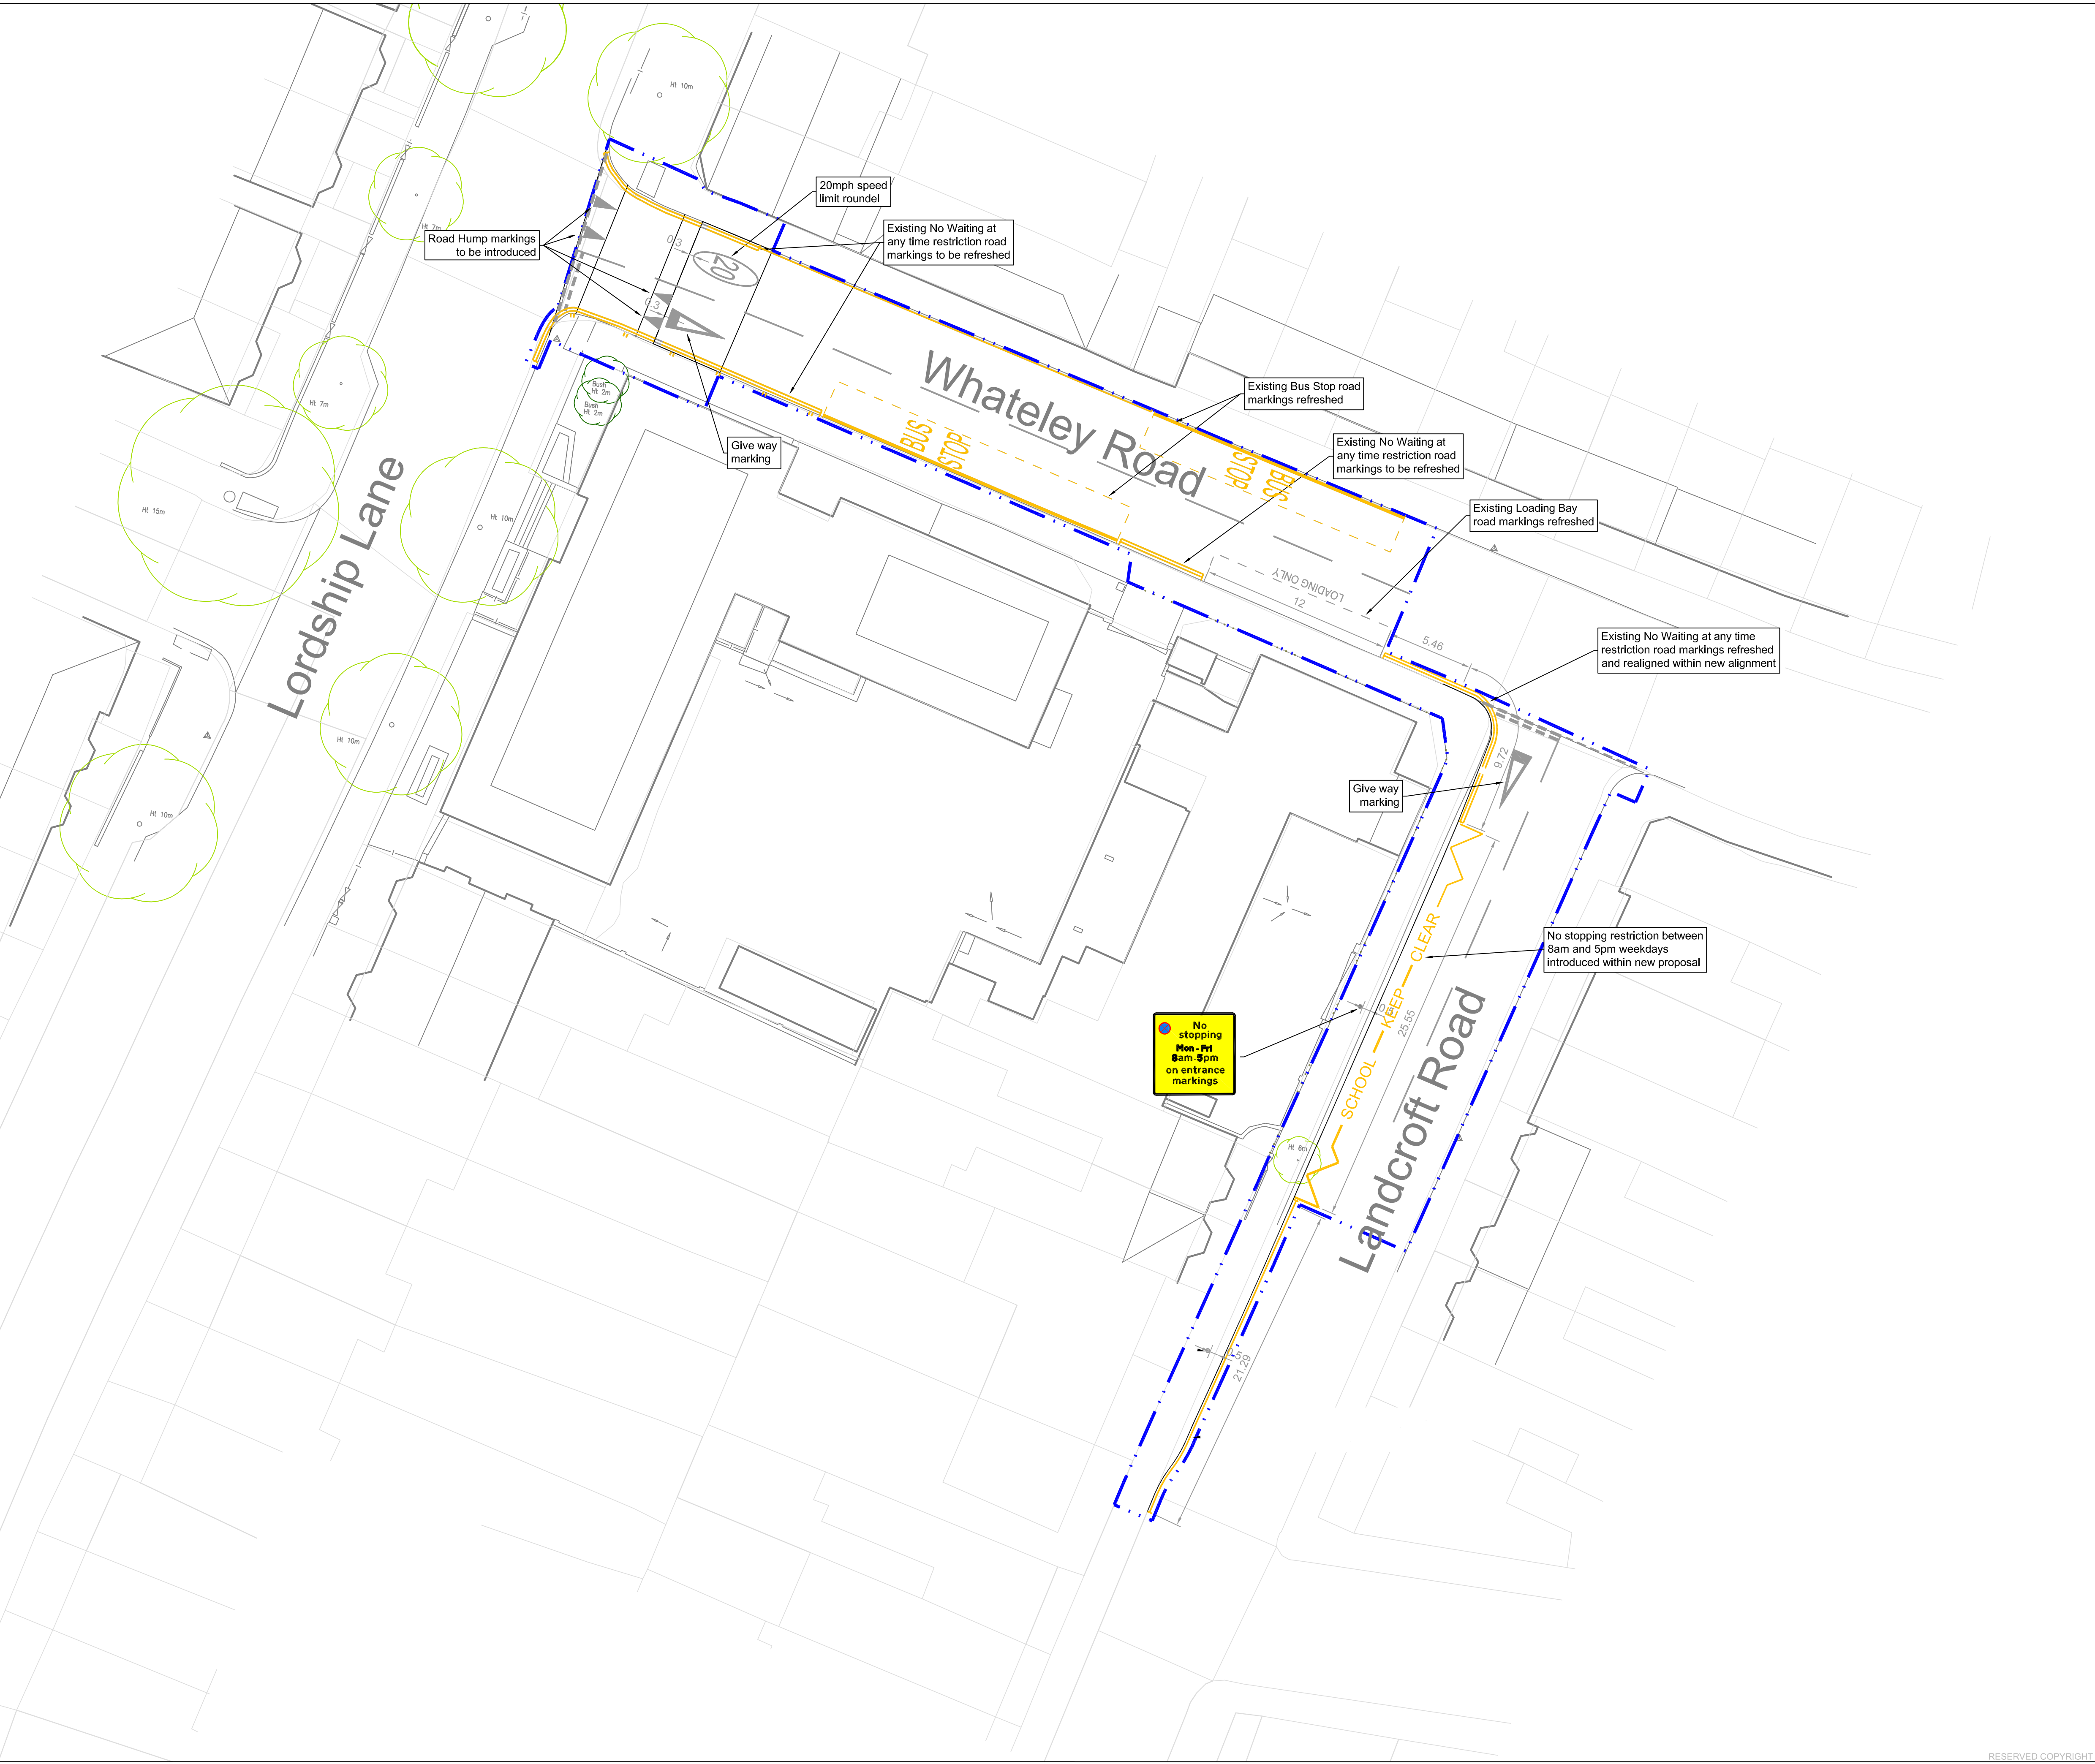 Ht 10m
20mph speed
limit roundel
Ht 7m
Road Hump markings
to be introduced
Existing No Waiting at
any time restriction road
markings to be refreshed
0.3
20
0.3
Whateley Road
Existing Bus Stop road
markings refreshed
Bush
Ht 2m
Bush
Ht 2m
Ht 7m
Give way
marking
BUS
STOP
BUS
STOP
Existing No Waiting at
any time restriction road
markings to be refreshed
Existing Loading Bay
road markings refreshed
Ht 15m
Ht 10m
Lordship Lane
LOADING ONLY
12
5.46
Existing No Waiting at any time
restriction road markings refreshed
and realigned within new alignment
Ht 10m
9.72
Give way
marking
Ht 10m
SCHOOL KEEP CLEAR
No stopping restriction between
8am and 5pm weekdays
introduced within new proposal
25.55
No
stopping
Mon - Fri
8am-5pm
on entrance
markings
Landcroft Road
Ht 6m
21.29
RESERVED COPYRIGHT